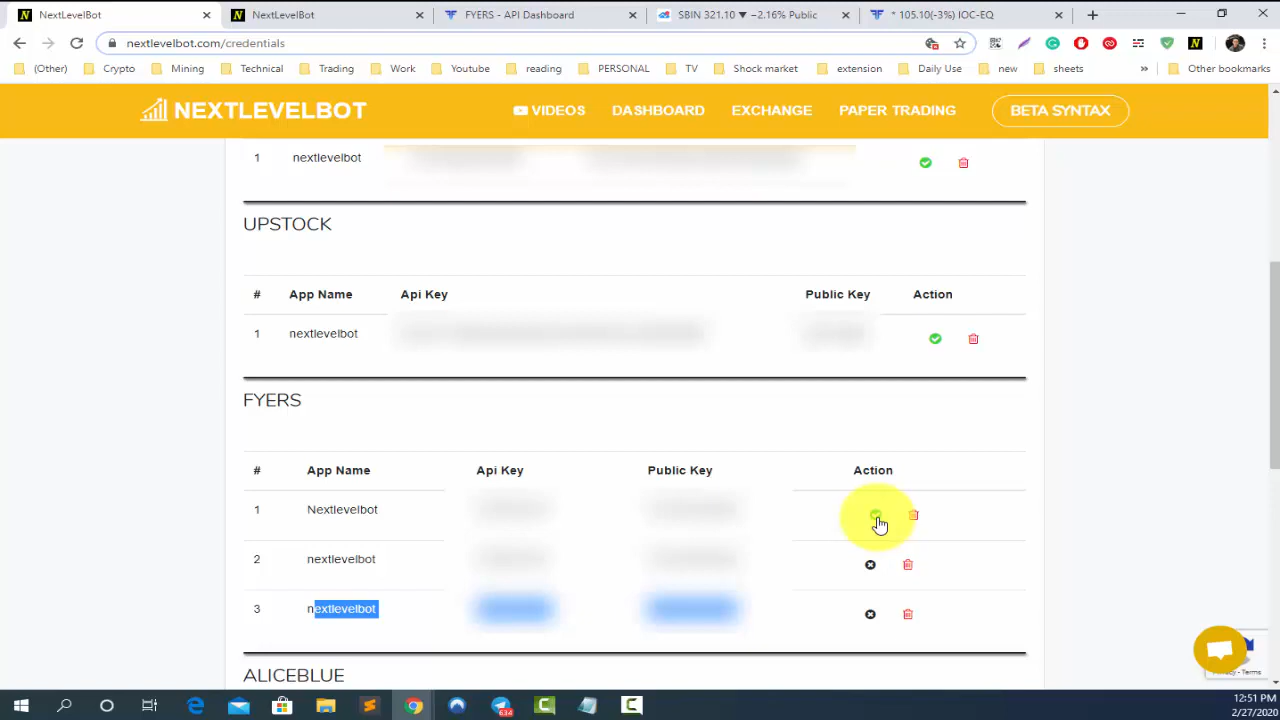 NextLevelBot
NextLevelBot
FYERS - API Dashboard
SBIN 321.10 ▼ −2.16% Public
* 105.10(-3%) IOC-EQ
nextlevelbot.com/credentials
(Other)
Crypto
Mining
Technical
Trading
Work
Youtube
reading
PERSONAL
TV
Shock market
extension
Daily Use
new
sheets
»
Other bookmarks
NEXTLEVELBOT
VIDEOS
DASHBOARD
EXCHANGE
PAPER TRADING
BETA SYNTAX
1 nextlevelbot
UPSTOCK
# App Name Api Key Public Key Action
1 nextlevelbot
FYERS
# App Name Api Key Public Key Action
1 Nextlevelbot
2 nextlevelbot
3 nextlevelbot
ALICEBLUE
- Terms
634
12:51 PM
2/27/2020